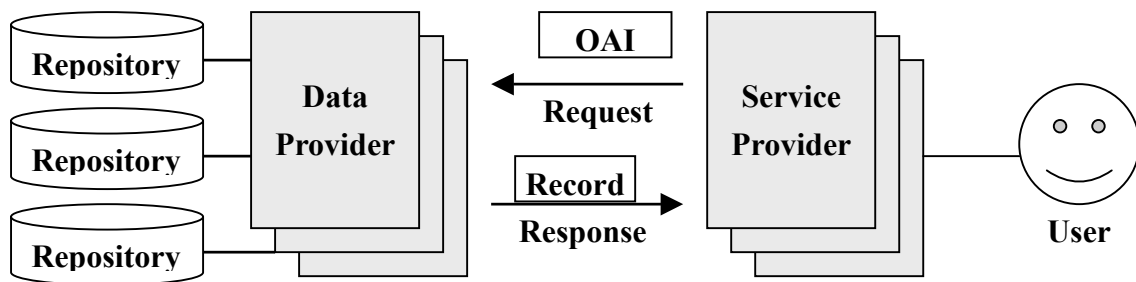 Repository
Repository
Repository
Data
Provider
OAI
Request
Record
Response
Service
Provider
User